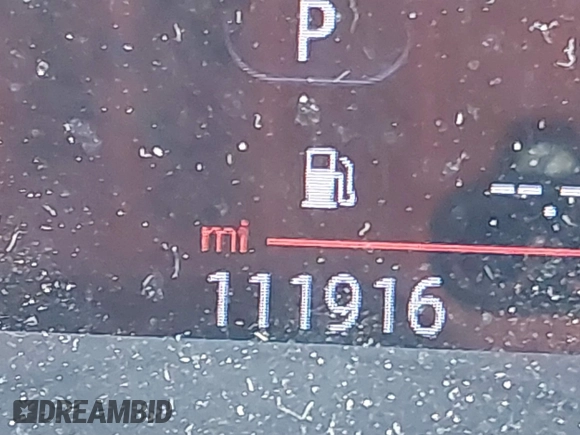 P
mi
-- -
111916
DREAMBID